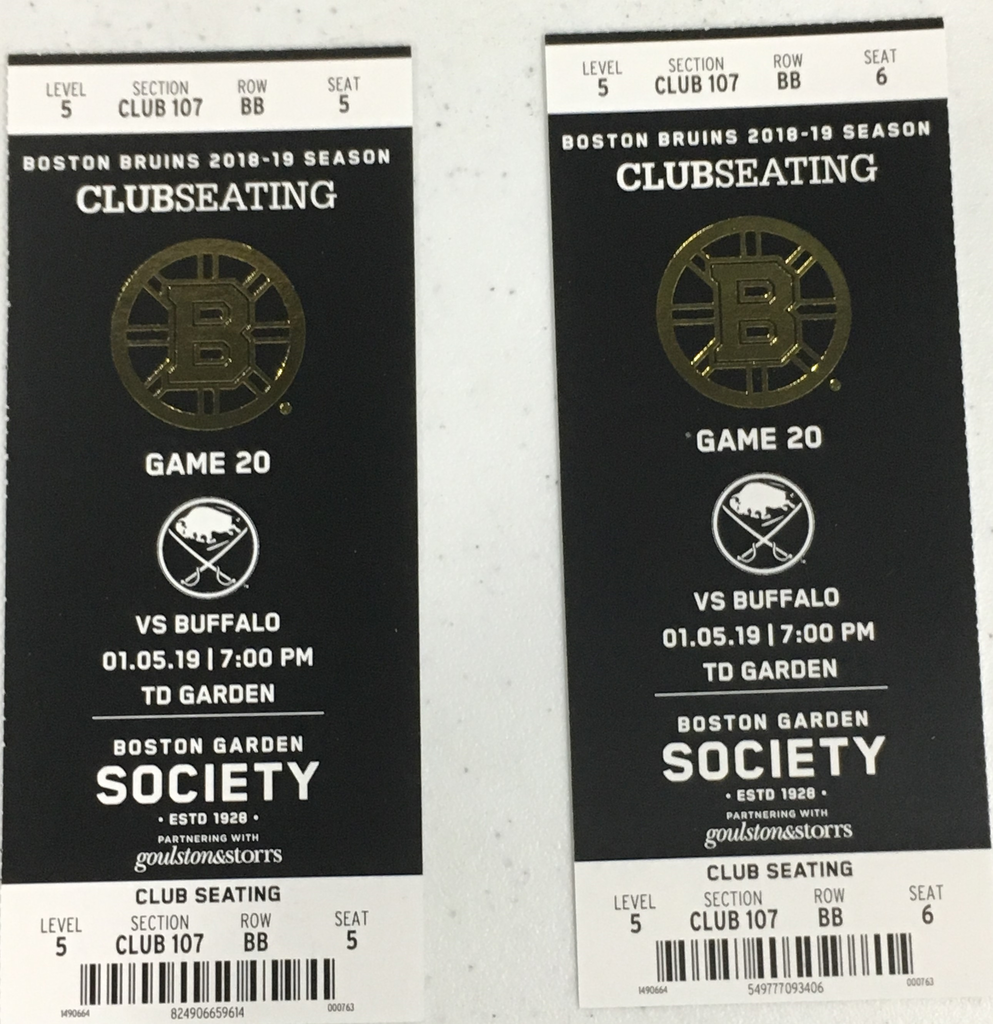 LEVEL SECTION ROW SEAT
5 CLUB 107 BB 5
BOSTON BRUINS 2018-19 SEASON
CLUBSEATING
B
GAME 20
VS BUFFALO
01.05.19 | 7:00 PM
TD GARDEN
BOSTON GARDEN
SOCIETY
• ESTD 1928 •
PARTNERING WITH
goulston&storrs
CLUB SEATING
LEVEL SECTION ROW SEAT
5 CLUB 107 BB 5
1490664 824906659614 000763
LEVEL SECTION ROW SEAT
5 CLUB 107 BB 6
BOSTON BRUINS 2018-19 SEASON
CLUBSEATING
B
GAME 20
VS BUFFALO
01.05.19 | 7:00 PM
TD GARDEN
BOSTON GARDEN
SOCIETY
• ESTD 1928 •
PARTNERING WITH
goulston&storrs
CLUB SEATING
LEVEL SECTION ROW SEAT
5 CLUB 107 BB 6
1490664 549777093406 000763